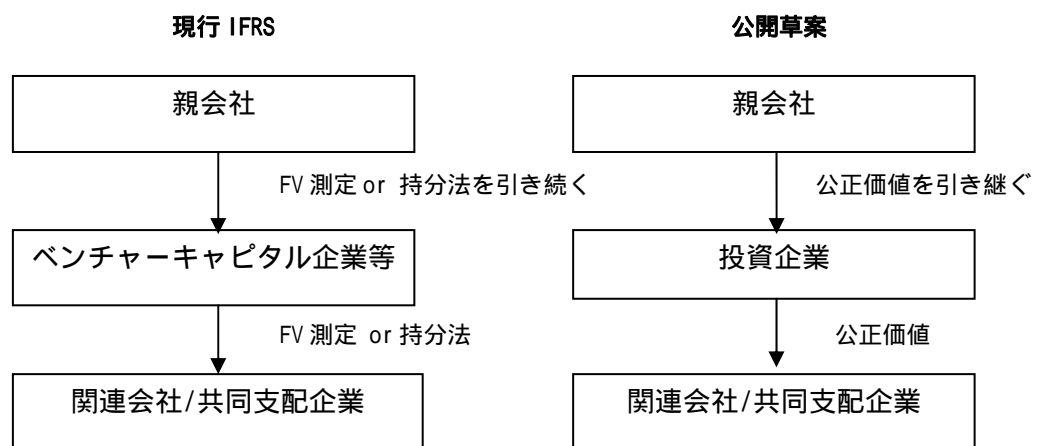 現行 IFRS
親会社
FV 測定 or 持分法を引き続く
ベンチャーキャピタル企業等
FV 測定 or 持分法
関連会社/共同支配企業
公開草案
親会社
公正価値を引き継ぐ
投資企業
公正価値
関連会社/共同支配企業